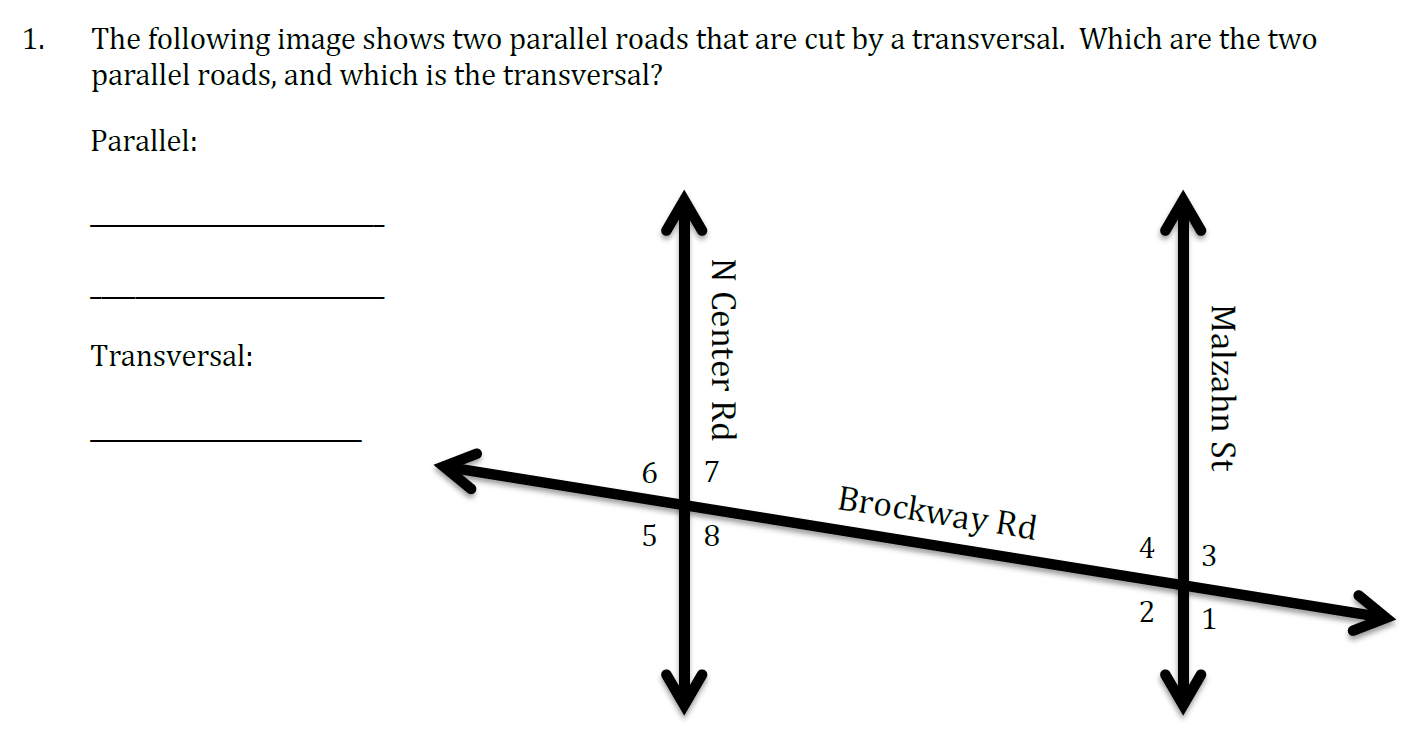 1. The following image shows two parallel roads that are cut by a transversal. Which are the two
parallel roads, and which is the transversal?
Parallel:
Transversal:
N Center Rd
Malzahn St
6 7
Brockway Rd
5 8
4 3
2 1